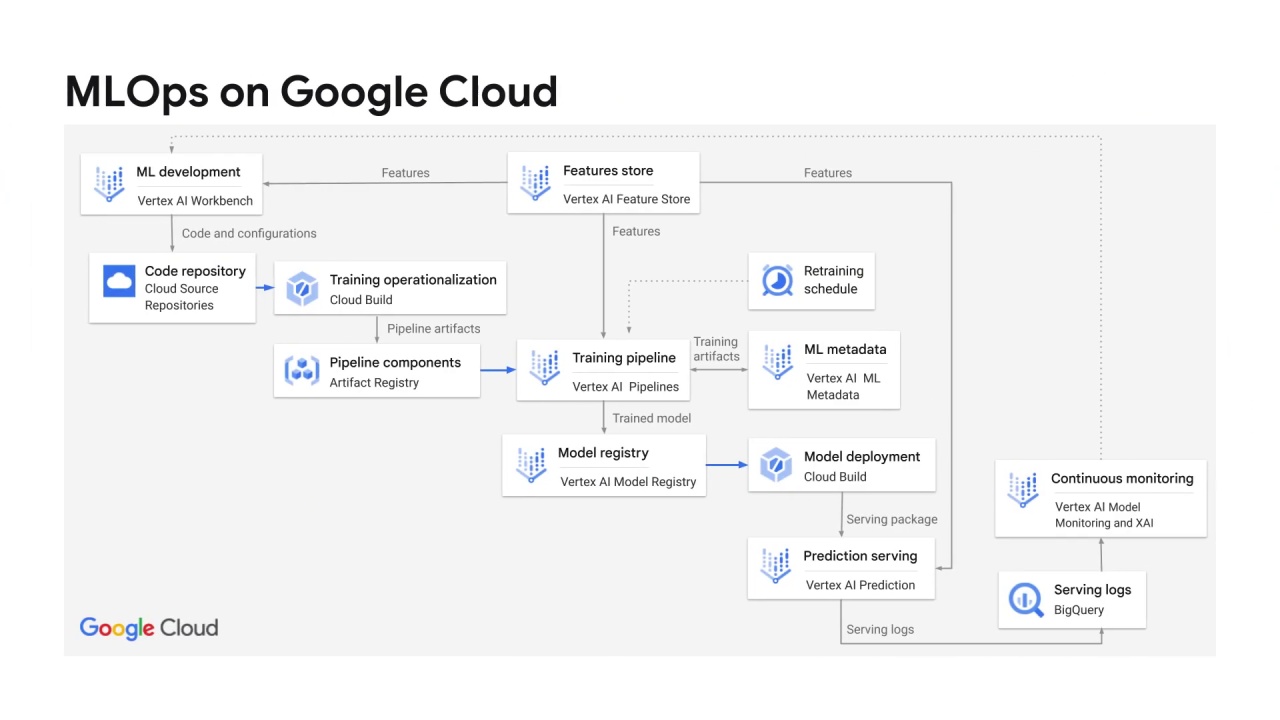 MLOps on Google Cloud
ML development
Vertex AI Workbench
Features
Features store
Vertex AI Feature Store
Features
Code and configurations
Features
Code repository
Cloud Source
Repositories
Training operationalization
Cloud Build
Retraining
schedule
Pipeline artifacts
Pipeline components
Artifact Registry
Training pipeline
Vertex AI Pipelines
Training
artifacts
ML metadata
Vertex AI ML
Metadata
Trained model
Model registry
Vertex AI Model Registry
Model deployment
Cloud Build
Continuous monitoring
Vertex AI Model
Monitoring and XAI
Serving package
Prediction serving
Vertex AI Prediction
Serving logs
BigQuery
Serving logs
Google Cloud